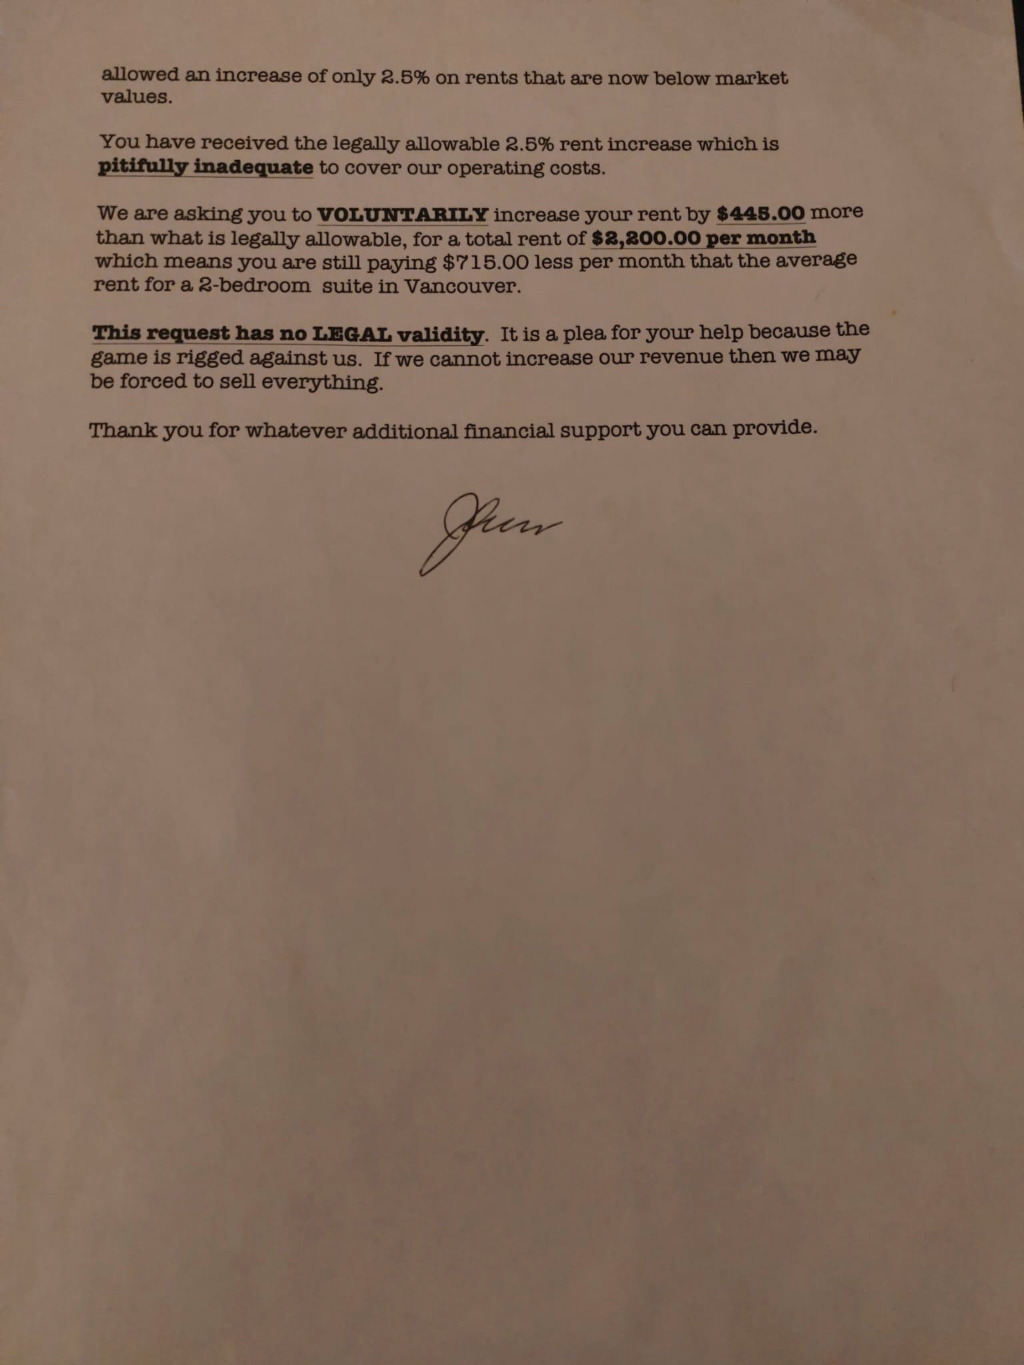 allowed an increase of only 2.5% on rents that are now below market
values.
You have received the legally allowable 2.5% rent increase which is
pitifully inadequate to cover our operating costs.
We are asking you to VOLUNTARILY increase your rent by $445.00 more
than what is legally allowable, for a total rent of $2,200.00 per month
which means you are still paying $715.00 less per month that the average
rent for a 2-bedroom suite in Vancouver.
This request has no LEGAL validity. It is a plea for your help because the
game is rigged against us. If we cannot increase our revenue then we may
be forced to sell everything.
Thank you for whatever additional financial support you can provide.